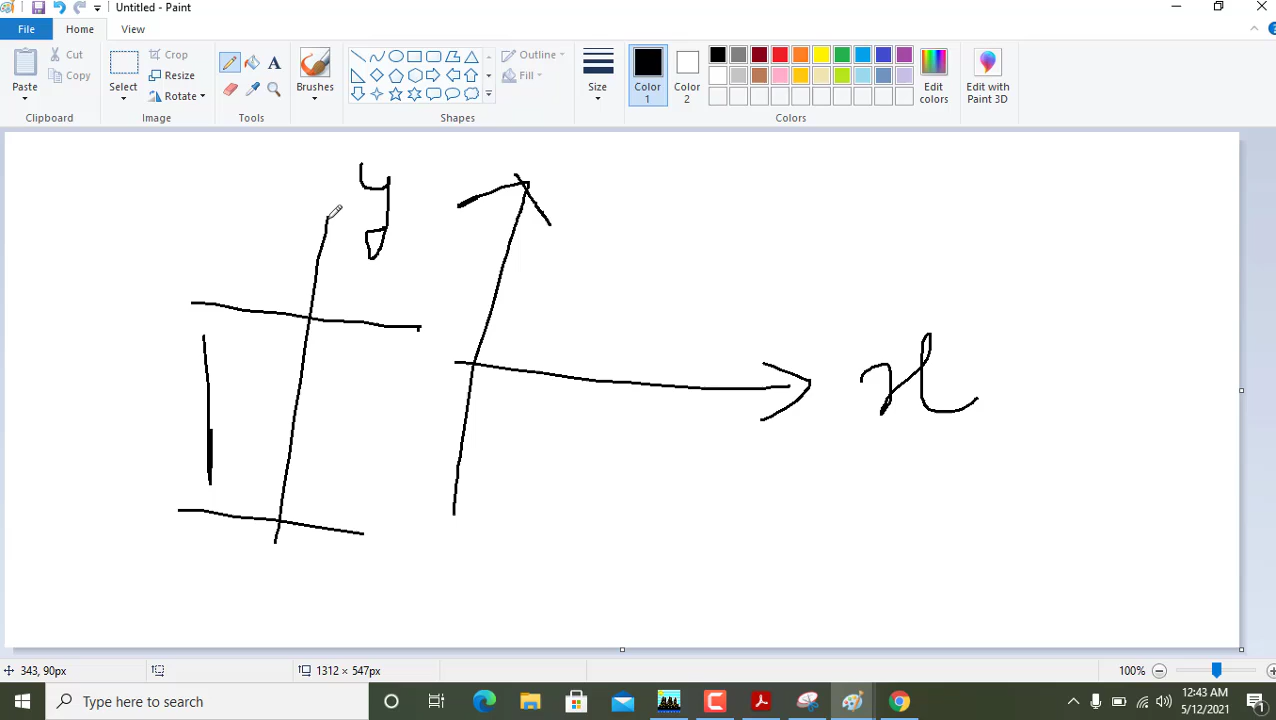 Untitled - Paint
File Home View
Paste
Cut
Copy
Clipboard
Select
Crop
Resize
Rotate
Image
A
Tools
Brushes
Shapes
Outline
Fill
Size
Color 1
Color 2
Edit colors
Colors
Edit with Paint 3D
y
x
343, 90px
1312 × 547px
100%
Type here to search
12:43 AM
5/12/2021